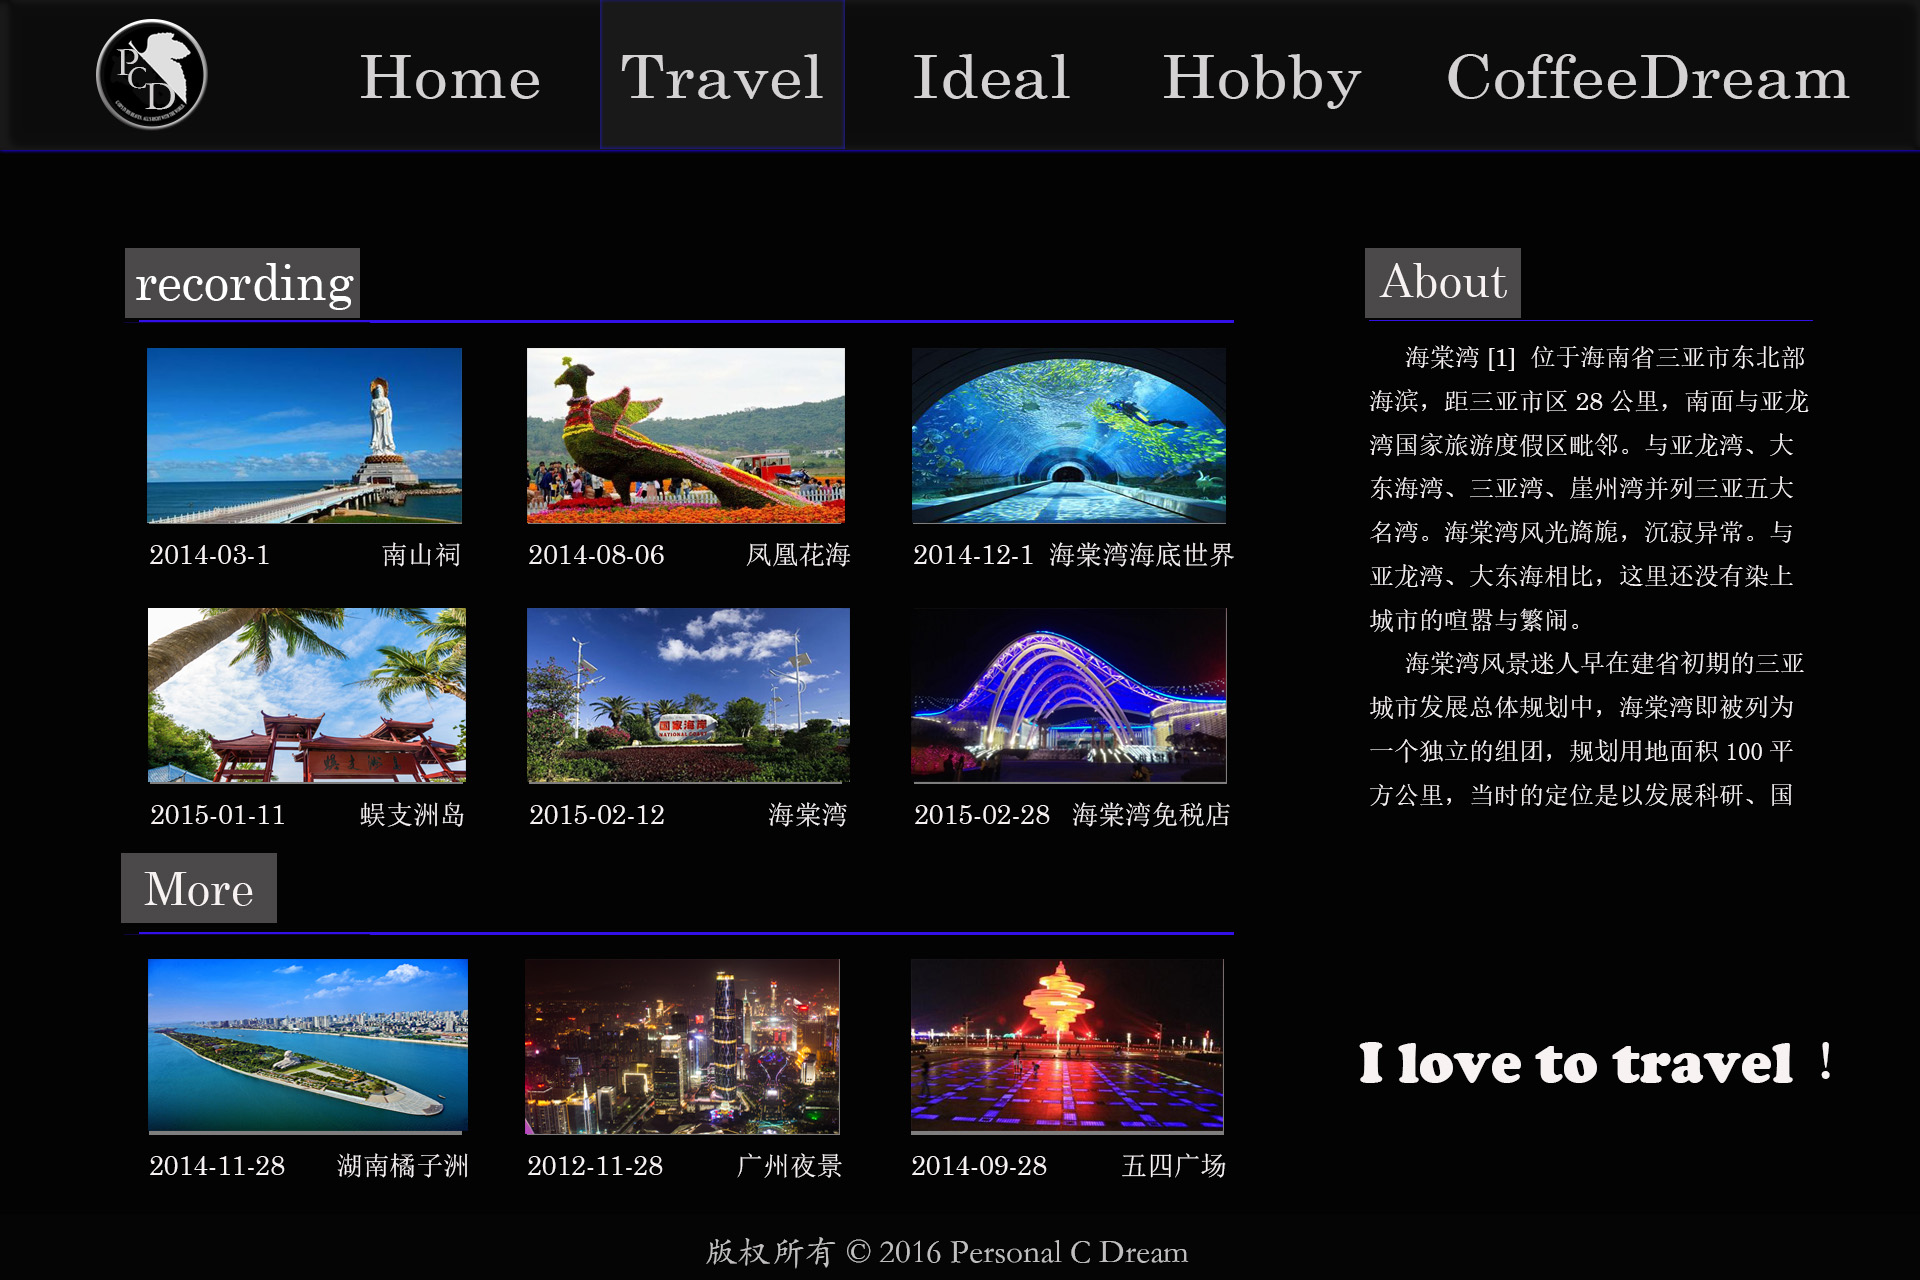 PCD
Home Travel Ideal Hobby CoffeeDream
recording
2014-03-1 南山祠
2014-08-06 凤凰花海
2014-12-1 海棠湾海底世界
国家海岸
NATIONAL COAST
2015-01-11 蜈支洲岛
2015-02-12 海棠湾
2015-02-28 海棠湾免税店
More
2014-11-28 湖南橘子洲
2012-11-28 广州夜景
2014-09-28 五四广场
About
海棠湾 [1] 位于海南省三亚市东北部
海滨，距三亚市区 28 公里，南面与亚龙
湾国家旅游度假区毗邻。与亚龙湾、大
东海湾、三亚湾、崖州湾并列三亚五大
名湾。海棠湾风光旖旎，沉寂异常。与
亚龙湾、大东海相比，这里还没有染上
城市的喧嚣与繁闹。
海棠湾风景迷人早在建省初期的三亚
城市发展总体规划中，海棠湾即被列为
一个独立的组团，规划用地面积 100 平
方公里，当时的定位是以发展科研、国
I love to travel！
版权所有 © 2016 Personal C Dream